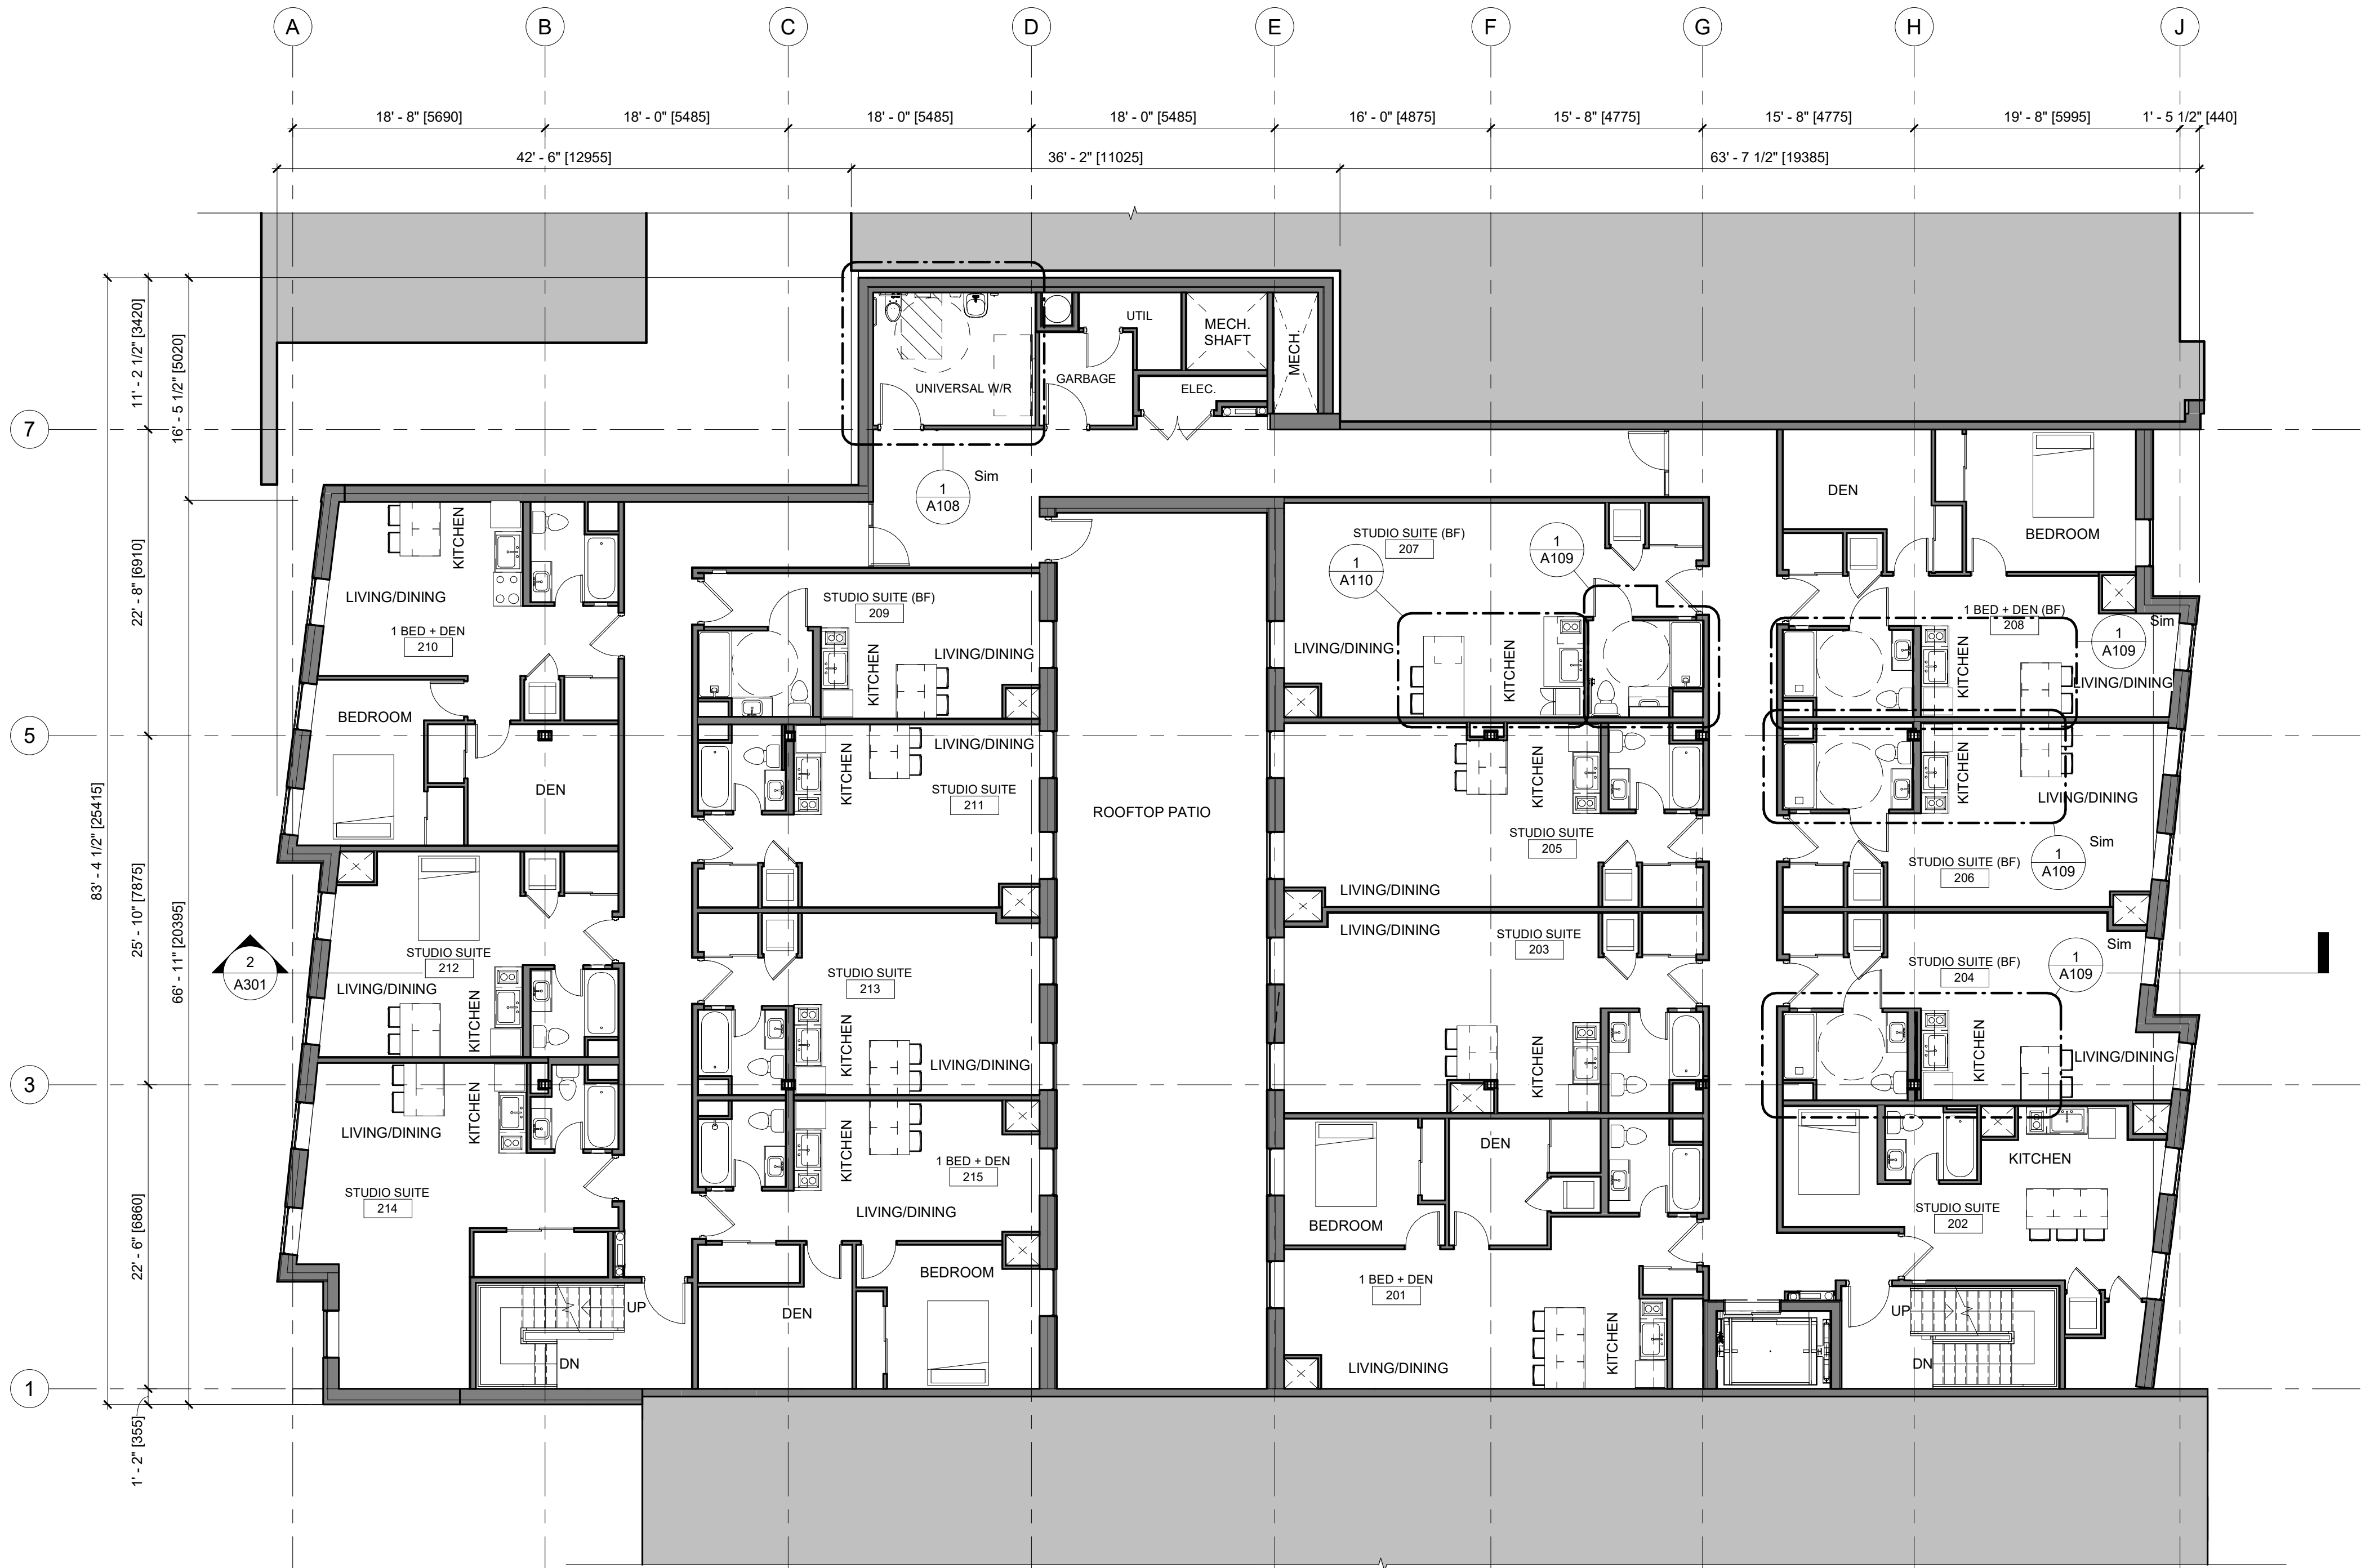 A
B
C
D
E
F
G
H
J
18' - 8" [5690]
18' - 0" [5485]
18' - 0" [5485]
18' - 0" [5485]
16' - 0" [4875]
15' - 8" [4775]
15' - 8" [4775]
19' - 8" [5995]
1' - 5 1/2" [440]
42' - 6" [12955]
36' - 2" [11025]
63' - 7 1/2" [19385]
11' - 2 1/2" [3420]
16' - 5 1/2" [5020]
UTIL
MECH.
SHAFT
MECH.
UNIVERSAL W/R
GARBAGE
ELEC.
7
Sim
1
A108
22' - 8" [6910]
KITCHEN
LIVING/DINING
1 BED + DEN
210
STUDIO SUITE (BF)
209
KITCHEN
LIVING/DINING
STUDIO SUITE (BF)
207
1
A110
1
A109
LIVING/DINING
KITCHEN
DEN
BEDROOM
1 BED + DEN (BF)
208
Sim
1
A109
KITCHEN
LIVING/DINING
5
BEDROOM
DEN
KITCHEN
LIVING/DINING
STUDIO SUITE
211
ROOFTOP PATIO
KITCHEN
STUDIO SUITE
205
LIVING/DINING
KITCHEN
LIVING/DINING
Sim
1
A109
STUDIO SUITE (BF)
206
83' - 4 1/2" [25415]
25' - 10" [7875]
66' - 11" [20395]
2
A301
STUDIO SUITE
212
LIVING/DINING
KITCHEN
STUDIO SUITE
213
KITCHEN
LIVING/DINING
LIVING/DINING
STUDIO SUITE
203
KITCHEN
STUDIO SUITE (BF)
204
Sim
1
A109
KITCHEN
LIVING/DINING
3
LIVING/DINING
KITCHEN
STUDIO SUITE
214
KITCHEN
1 BED + DEN
215
LIVING/DINING
DEN
BEDROOM
KITCHEN
STUDIO SUITE
202
22' - 6" [6860]
UP
DN
DEN
BEDROOM
1 BED + DEN
201
LIVING/DINING
KITCHEN
UP
DN
1
1' - 2" [355]